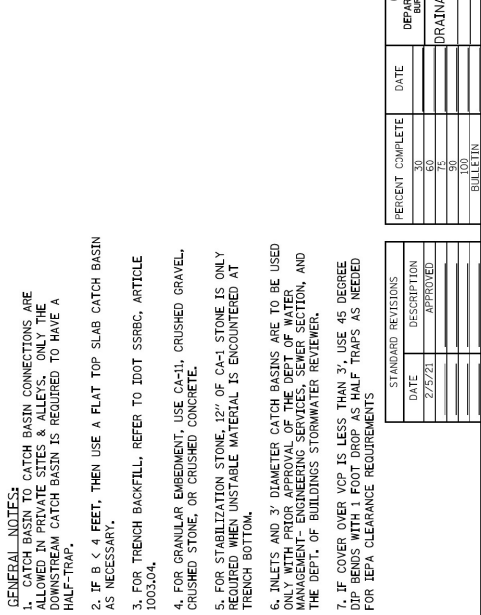 GENERAL NOTES:
1. CATCH BASIN TO CATCH BASIN CONNECTIONS ARE
ALLOWED IN PRIVATE SITES & ALLEYS. ONLY THE
DOWNSTREAM CATCH BASIN IS REQUIRED TO HAVE A
HALF-TRAP.
2. IF B < 4 FEET, THEN USE A FLAT TOP SLAB CATCH BASIN
AS NECESSARY.
3. FOR TRENCH BACKFILL, REFER TO IDOT SSRBC, ARTICLE
1003.04.
4. FOR GRANULAR EMBEDMENT, USE CA-11, CRUSHED GRAVEL,
CRUSHED STONE, OR CRUSHED CONCRETE.
5. FOR STABILIZATION STONE, 12" OF CA-1 STONE IS ONLY
REQUIRED WHEN UNSTABLE MATERIAL IS ENCOUNTERED AT
TRENCH BOTTOM.
6. INLETS AND 3' DIAMETER CATCH BASINS ARE TO BE USED
ONLY WITH PRIOR APPROVAL OF THE DEPT OF WATER
MANAGEMENT- ENGINEERING SERVICES, SEWER SECTION, AND
THE DEPT. OF BUILDINGS STORMWATER REVIEWER.
7. IF COVER OVER VCP IS LESS THAN 3', USE 45 DEGREE
DIP BENDS WITH 1 FOOT DROP AS HALF TRAPS AS NEEDED
FOR IEPA CLEARANCE REQUIREMENTS
STANDARD REVISIONS
DATE DESCRIPTION
2/5/21 APPROVED
PERCENT COMPLETE DATE
30
60
75
90
100
BULLETIN
DEPAR
BUR
DRAINA